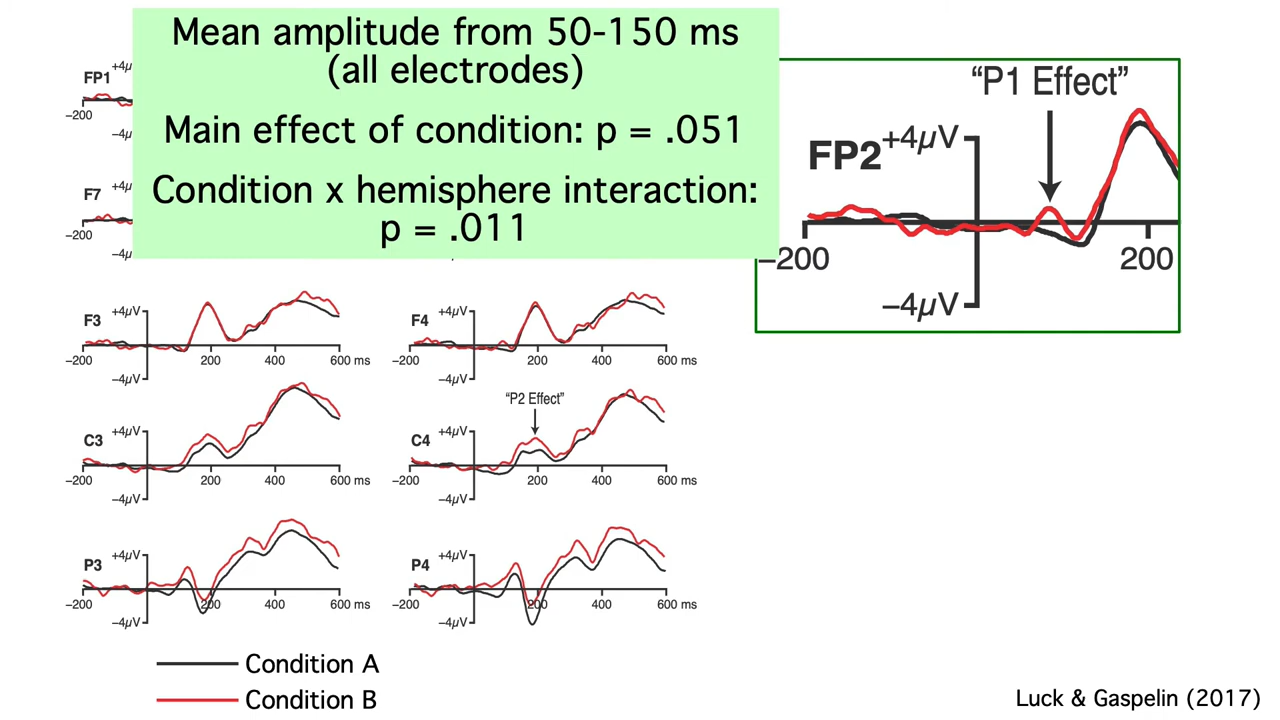 Mean amplitude from 50-150 ms
(all electrodes)
Main effect of condition: p = .051
Condition x hemisphere interaction:
p = .011
FP1
+4µ
-200
-4µ
F7
+4µ
-200
-4µ
"P1 Effect"
FP2
+4µV
–200
200
–4µV
F3
+4µV
-200
200
400
600 ms
-4µV
F4
+4µV
-200
200
400
600 ms
–4µV
C3
+4µV
-200
200
400
600 ms
-4µV
"P2 Effect"
C4
+4µV
-200
200
400
600 ms
–4µV
P3
+4µV
-200
200
400
600 ms
-4µV
P4
+4µV
-200
200
400
600 ms
–4µV
Condition A
Condition B
Luck & Gaspelin (2017)